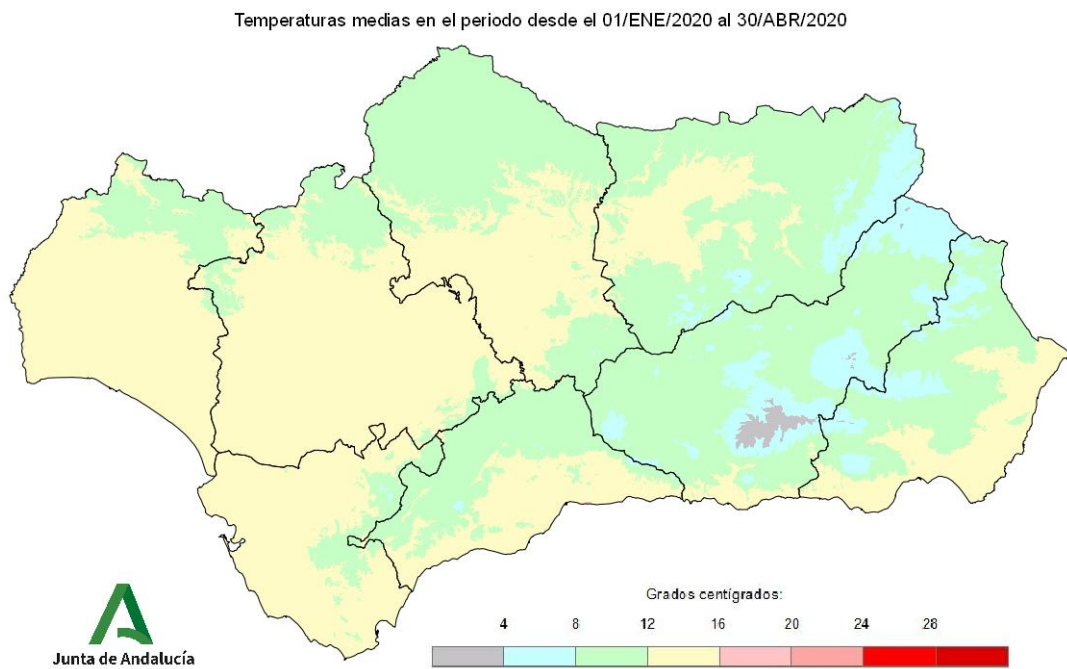 Temperaturas medias en el periodo desde el 01/ENE/2020 al 30/ABR/2020
Grados centígrados:
4 8 12 16 20 24 28
Junta de Andalucía